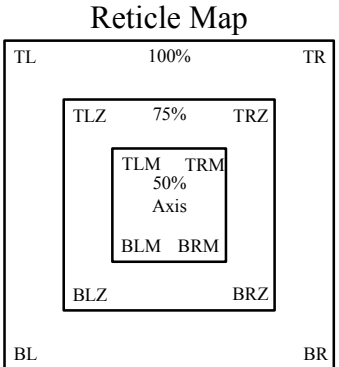 Reticle Map
TL 100% TR
TLZ 75% TRZ
TLM TRM
50%
Axis
BLM BRM
BLZ BRZ
BL BR